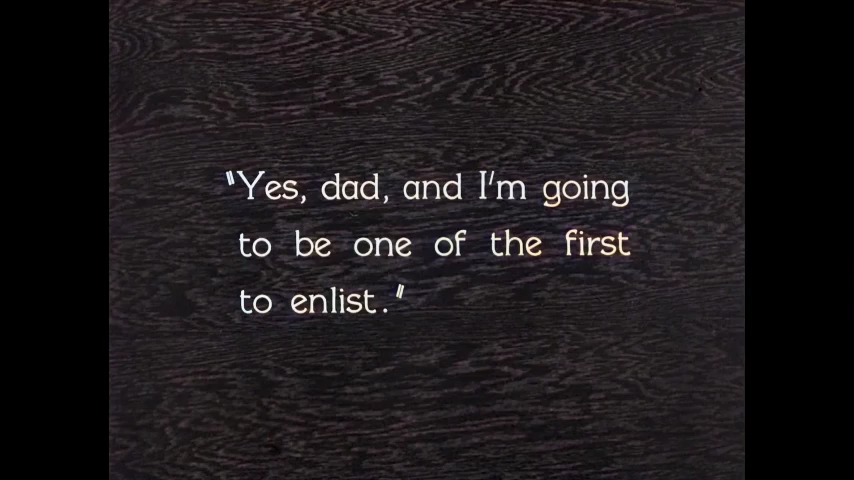 "Yes, dad, and I'm going
to be one of the first
to enlist."